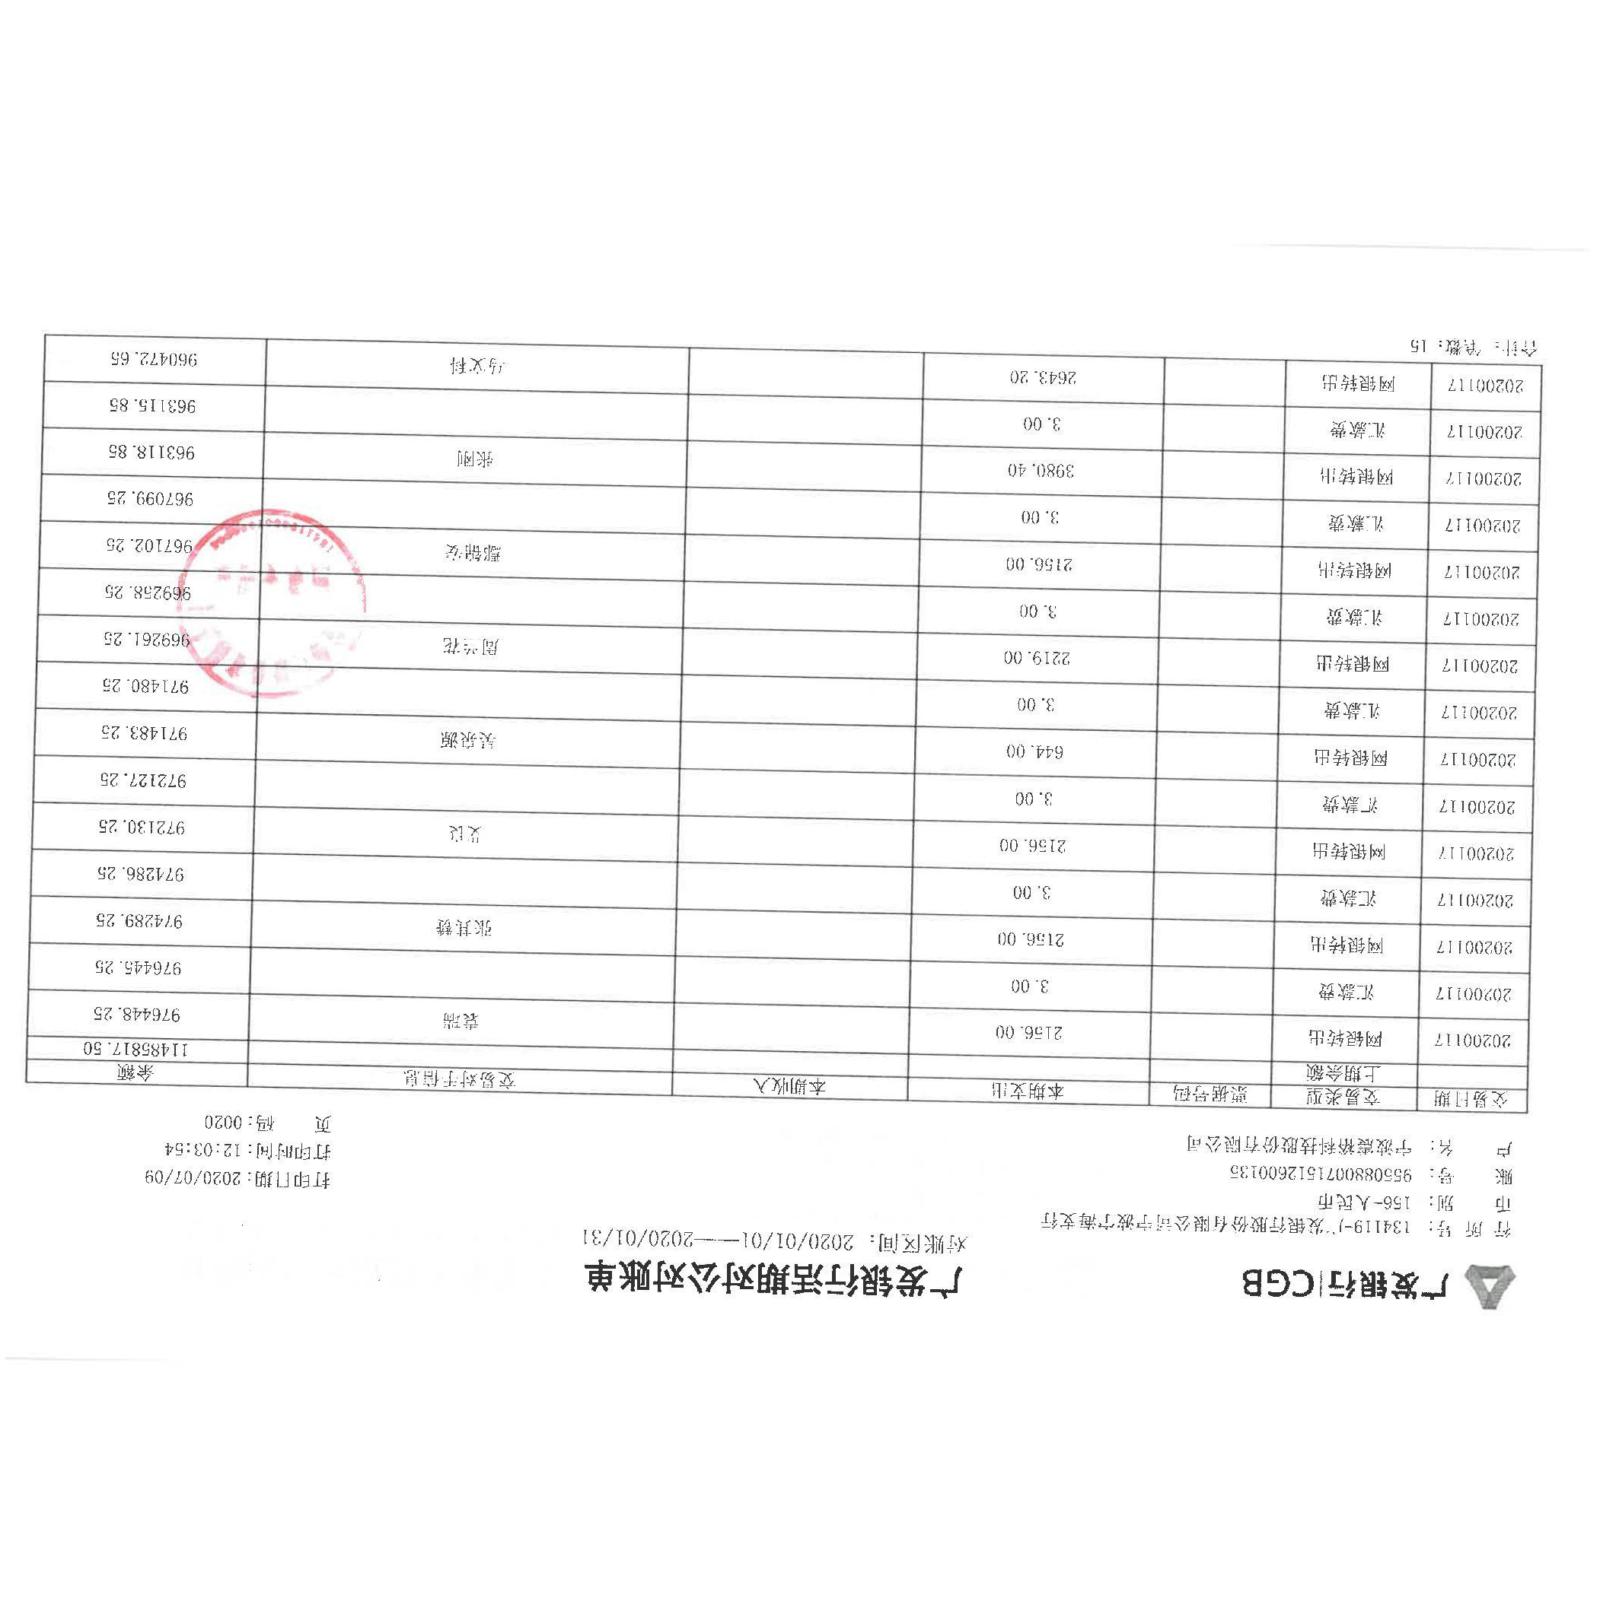 广发银行|CGB
广发银行活期对公对账单
对账区间：2020/01/01——2020/01/31
行 所 号：134119-广发银行股份有限公司宁波宁海支行
币 别：156-人民币
账 号：9550880071512600135
户 名：宁波震裕科技股份有限公司
打印日期：2020/07/09
打印时间：12:03:54
页 码：0020
交易日期 交易类型 票据号码 本期支出 本期收入 交易对手信息 余额
上期余额 11485817.50
20200117 网银转出 2156.00 袁瑞 976448.25
20200117 汇款费 3.00 976445.25
20200117 网银转出 2156.00 张其赞 974289.25
20200117 汇款费 3.00 974286.25
20200117 网银转出 2156.00 艾良 972130.25
20200117 汇款费 3.00 972127.25
20200117 网银转出 644.00 吴泉源 971483.25
20200117 汇款费 3.00 971480.25
20200117 网银转出 2219.00 周兰花 969261.25
20200117 汇款费 3.00 969258.25
20200117 网银转出 2156.00 鄢锦安 967102.25
20200117 汇款费 3.00 967099.25
20200117 网银转出 3980.40 张刚 963118.85
20200117 汇款费 3.00 963115.85
20200117 网银转出 2643.20 马文科 960472.65
合计：笔数：15